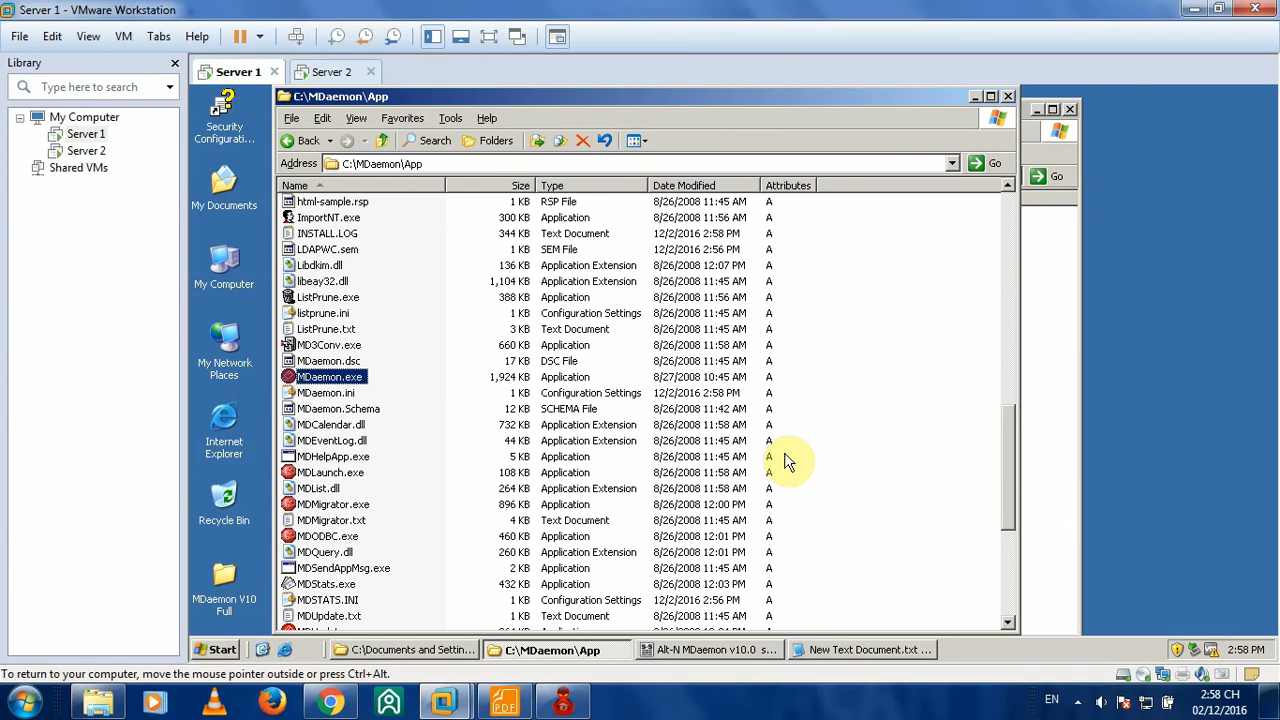 Server 1 - VMware Workstation
File Edit View VM Tabs Help
Library
Type here to search
My Computer
Server1
Server 2
Shared VMs
Server 1
Server 2
Security
Configurati...
My Documents
My Computer
My Network
Places
Internet
Explorer
Recycle Bin
MDaemon V10
Full
C:\MDaemon\App
File Edit View Favorites Tools Help
Back Search Folders
Address C:\MDaemon\App Go
Go
Name Size Type Date Modified Attributes
html-sample.rsp 1 KB RSP File 8/26/2008 11:45 AM A
ImportNT.exe 300 KB Application 8/26/2008 11:56 AM A
INSTALL.LOG 344 KB Text Document 12/2/2016 2:58 PM A
LDAPWC.sem 1 KB SEM File 12/2/2016 2:56 PM A
Libdkim.dll 136 KB Application Extension 8/26/2008 12:07 PM A
libeay32.dll 1,104 KB Application Extension 8/26/2008 11:45 AM A
ListPrune.exe 388 KB Application 8/26/2008 11:56 AM A
listprune.ini 1 KB Configuration Settings 8/26/2008 11:45 AM A
ListPrune.txt 3 KB Text Document 8/26/2008 11:45 AM A
MD3Conv.exe 660 KB Application 8/26/2008 11:58 AM A
MDaemon.dsc 17 KB DSC File 8/26/2008 11:45 AM A
MDaemon.exe 1,924 KB Application 8/27/2008 10:45 AM A
MDaemon.ini 1 KB Configuration Settings 12/2/2016 2:58 PM A
MDaemon.Schema 12 KB SCHEMA File 8/26/2008 11:42 AM A
MDCalendar.dll 732 KB Application Extension 8/26/2008 11:58 AM A
MDEventLog.dll 44 KB Application Extension 8/26/2008 11:45 AM A
MDHelpApp.exe 5 KB Application 8/26/2008 11:45 AM A
MDLaunch.exe 108 KB Application 8/26/2008 11:58 AM A
MDList.dll 264 KB Application Extension 8/26/2008 11:58 AM A
MDMigrator.exe 896 KB Application 8/26/2008 12:00 PM A
MDMigrator.txt 4 KB Text Document 8/26/2008 11:45 AM A
MDODBC.exe 460 KB Application 8/26/2008 12:01 PM A
MDQuery.dll 260 KB Application Extension 8/26/2008 12:01 PM A
MDSendAppMsg.exe 2 KB Application 8/26/2008 11:45 AM A
MDStats.exe 432 KB Application 8/26/2008 12:03 PM A
MDSTATS.INI 1 KB Configuration Settings 12/2/2016 2:56 PM A
MDUpdate.txt 1 KB Text Document 8/26/2008 11:45 AM A
Start C:\Documents and Settin... C:\MDaemon\App Alt-N MDaemon v10.0 s... New Text Document.txt ... 2:58 PM
To return to your computer, move the mouse pointer outside or press Ctrl+Alt.
EN 2:58 CH
02/12/2016